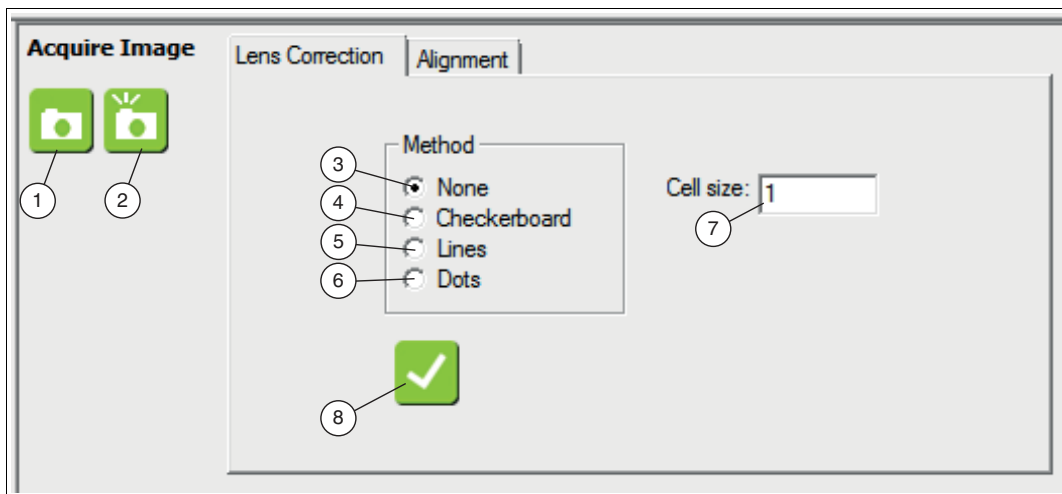 Acquire Image
Lens Correction
Alignment
1
2
Method
3
None
4
Checkerboard
5
Lines
6
Dots
Cell size: 1
7
8